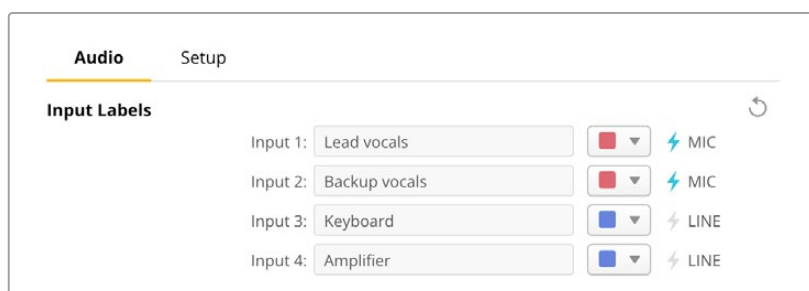 Audio Setup
Input Labels
Input 1: Lead vocals MIC
Input 2: Backup vocals MIC
Input 3: Keyboard LINE
Input 4: Amplifier LINE